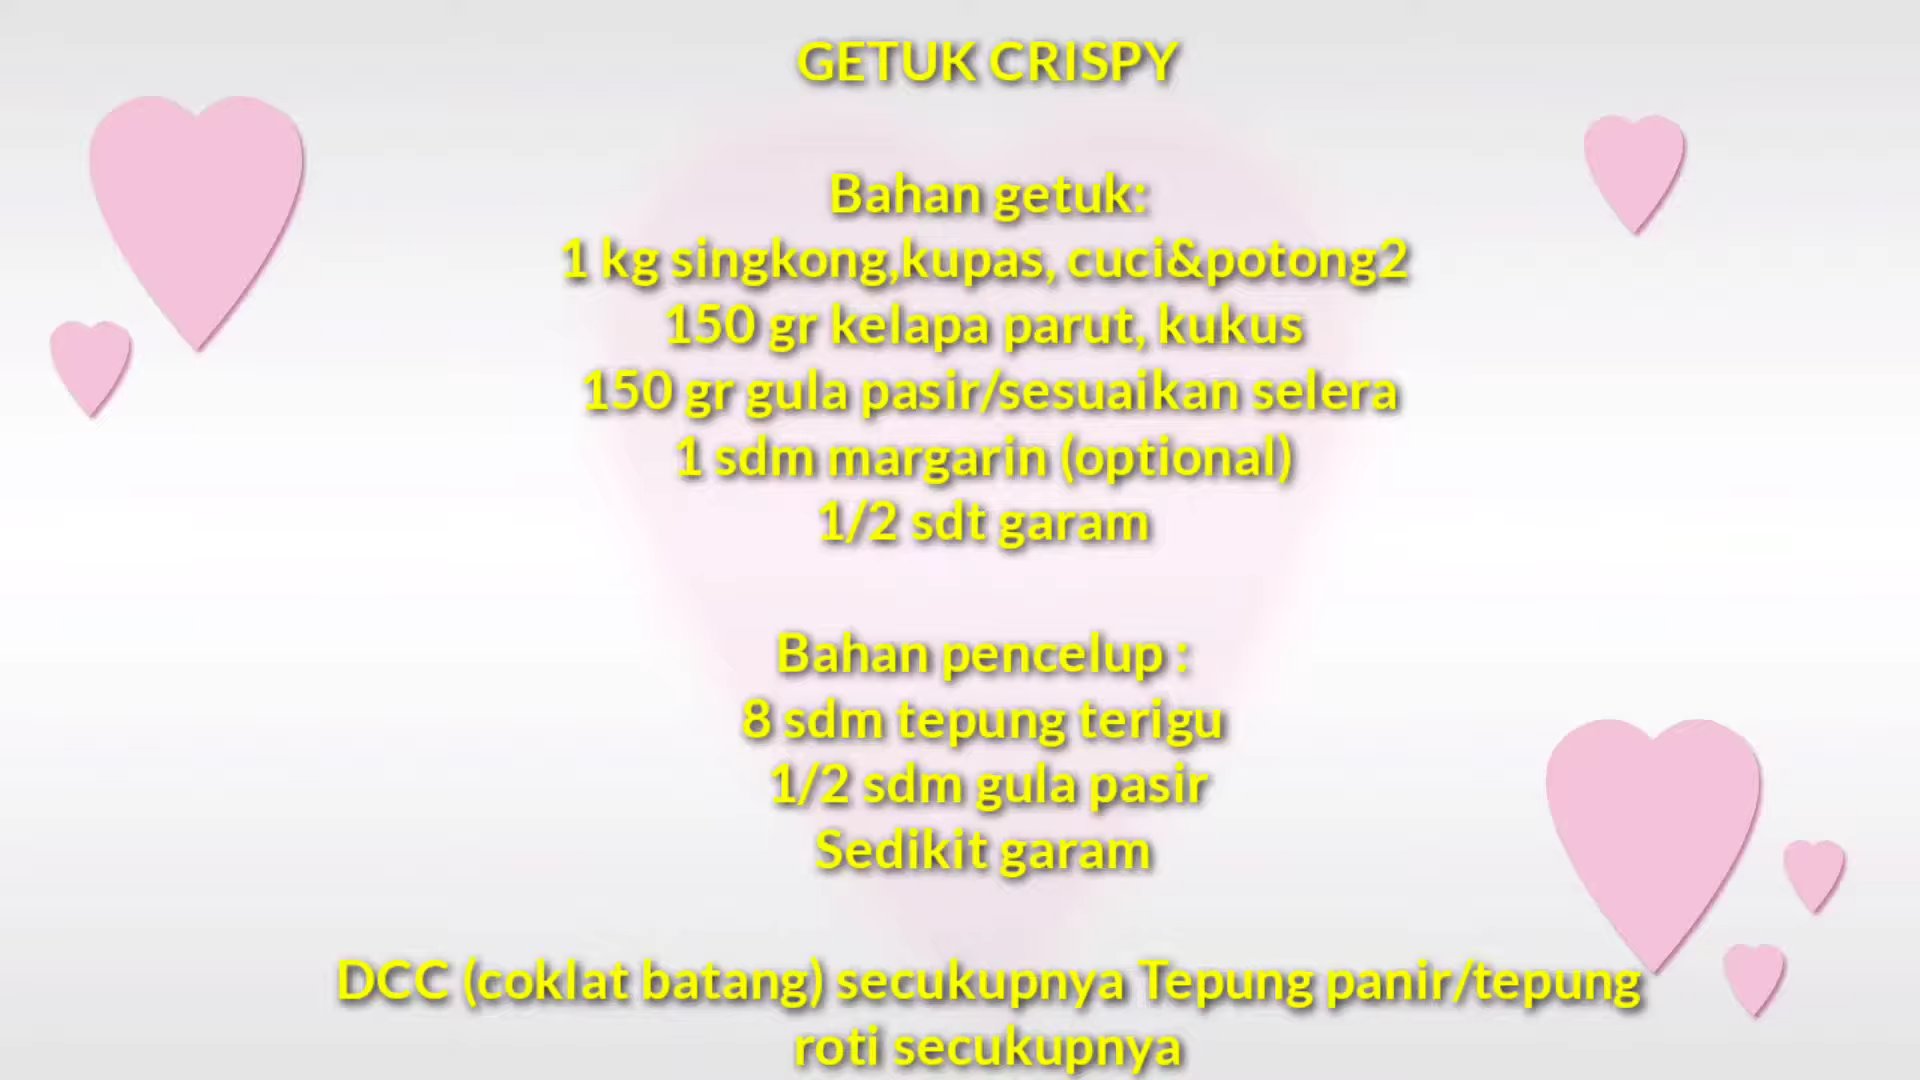 GETUK CRISPY
Bahan getuk:
1 kg singkong,kupas, cuci&potong2
150 gr kelapa parut, kukus
150 gr gula pasir/sesuaikan selera
1 sdm margarin (optional)
1/2 sdt garam
Bahan pencelup :
8 sdm tepung terigu
1/2 sdm gula pasir
Sedikit garam
DCC (coklat batang) secukupnya Tepung panir/tepung
roti secukupnya